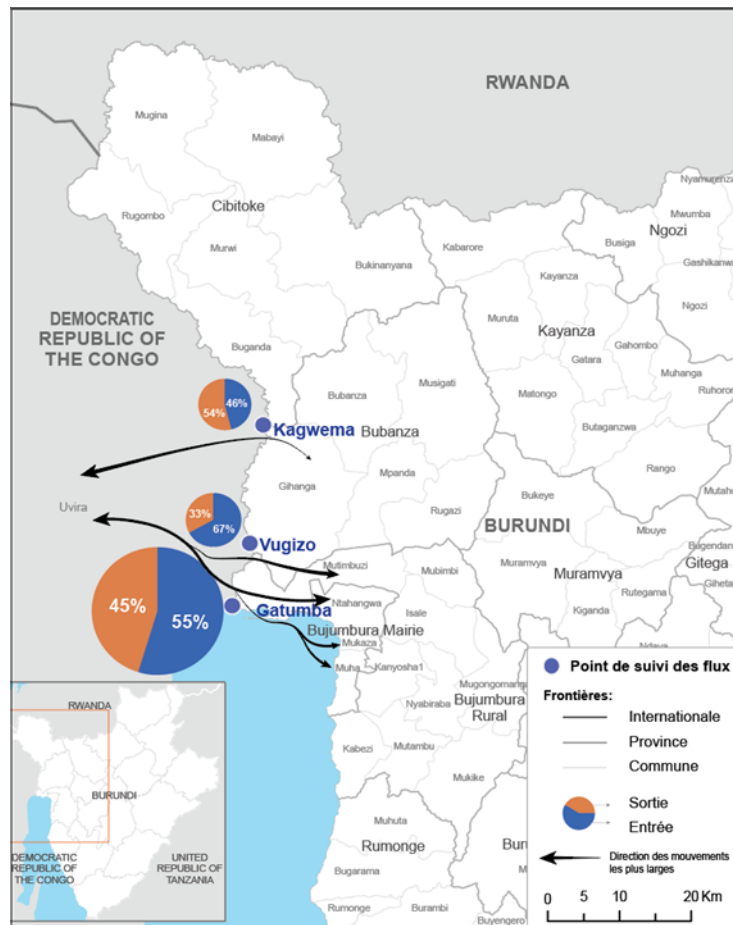 RWANDA
Mugina
Mabayi
Nyamurenza
Mwumba
Cibitoke
Rugombo
Ngozi
Busiga
Murwi
Kabarore
Gashikanwa
Bukinanyana
Kayanza
Ngozi
DEMOCRATIC
REPUBLIC OF
THE CONGO
Muruta
Kayanza
Gahombo
Buganda
Gatara
Muhanga
Musigati
Bubanza
Ruhororo
Matongo
46%
54%
Kagwema
Bubanza
Butaganzwa
Gihanga
Mpanda
Rango
Mutaho
Uvira
Rugazi
Bukeye
33%
67%
BURUNDI
Mbuye
Vugizo
Bugendana
Mutimbuzi
Mubimbi
Muramvya
Muramvya
Gitega
Rutegama
Giheta
45%
55%
Gatumba
Ntahangwa
Isale
Kiganda
Bujumbura Mairie
Mukaza
Ndava
Muha
Kanyosha1
Mugongomanga
Nyabiraba
Bujumbura
Rural
Kabezi
Mutambu
Mukike
Muhuta
Rumonge
Bugarama
Rumonge
Burambi
Buyengero
Point de suivi des flux
Frontières:
Internationale
Province
Commune
Sortie
Entrée
Direction des mouvements
les plus larges
0 5 10 20 Km
RWANDA
BURUNDI
DEMOCRATIC
REPUBLIC OF
THE CONGO
UNITED
REPUBLIC OF
TANZANIA